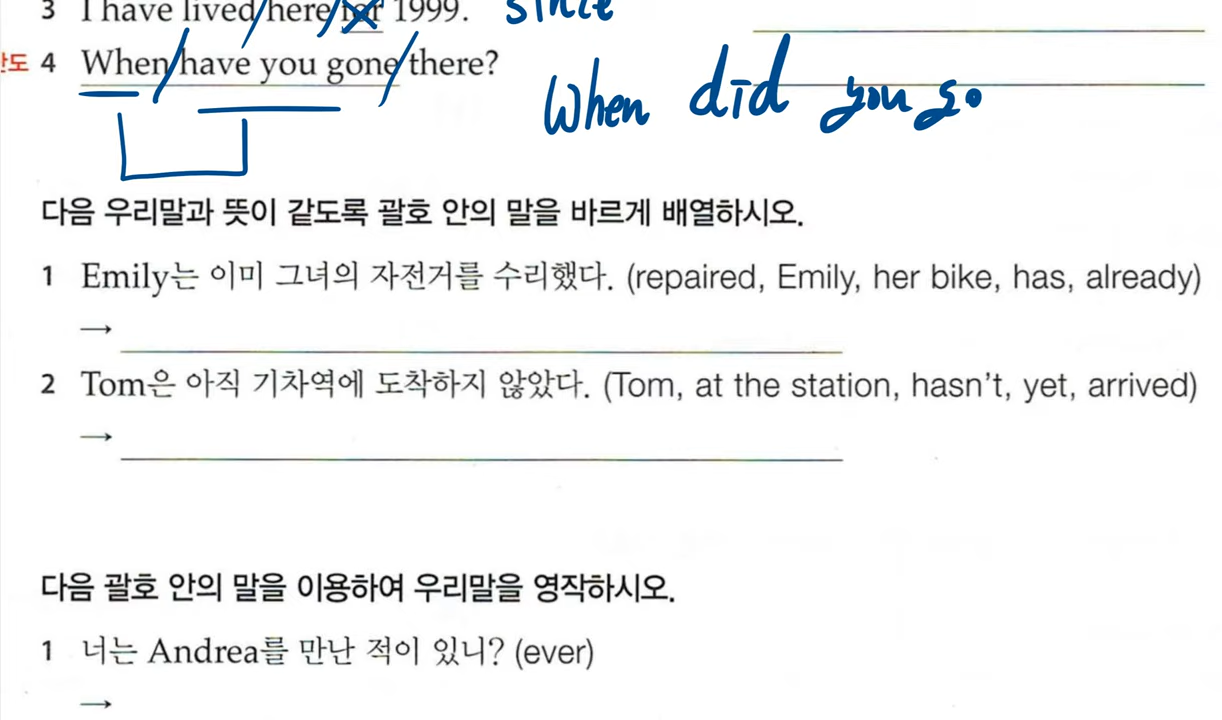 3 I have lived/here/for 1999. since
한도 4 When/have you gone/there?
When did you go
다음 우리말과 뜻이 같도록 괄호 안의 말을 바르게 배열하시오.
1 Emily는 이미 그녀의 자전거를 수리했다. (repaired, Emily, her bike, has, already)
→
2 Tom은 아직 기차역에 도착하지 않았다. (Tom, at the station, hasn't, yet, arrived)
→
다음 괄호 안의 말을 이용하여 우리말을 영작하시오.
1 너는 Andrea를 만난 적이 있니? (ever)
→